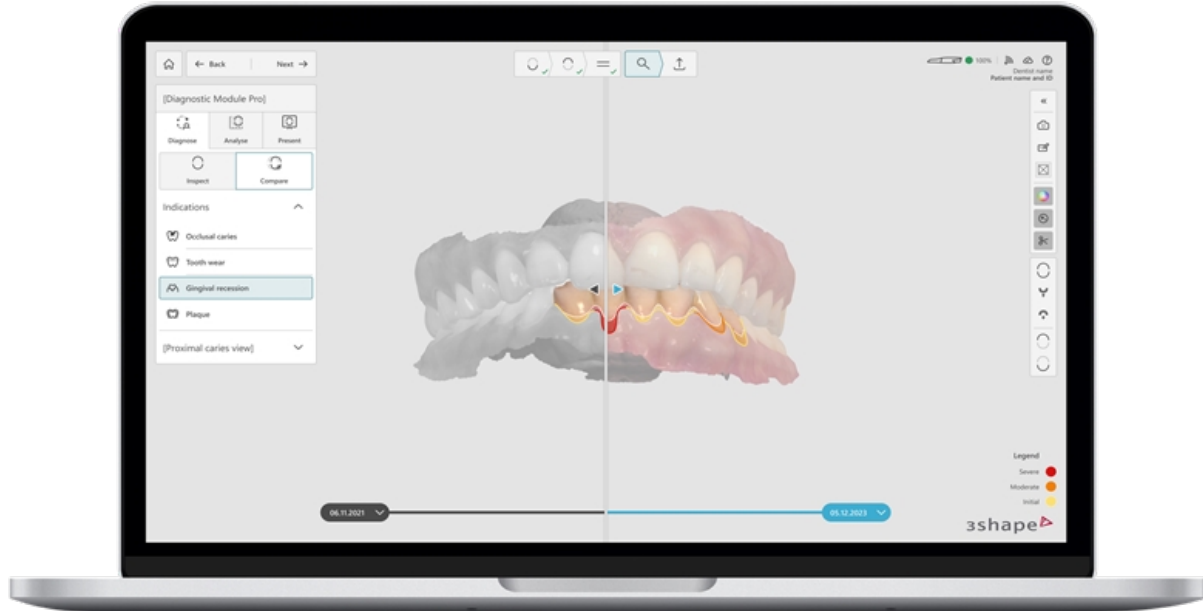 Back
Next
100%
Dentist name
Patient name and ID
[Diagnostic Module Pro]
Diagnose
Analyse
Present
Inspect
Compare
Indications
Occlusal caries
Tooth wear
Gingival recession
Plaque
[Proximal caries view]
Legend
Severe
Moderate
Initial
06.11.2021
05.12.2023
3shape